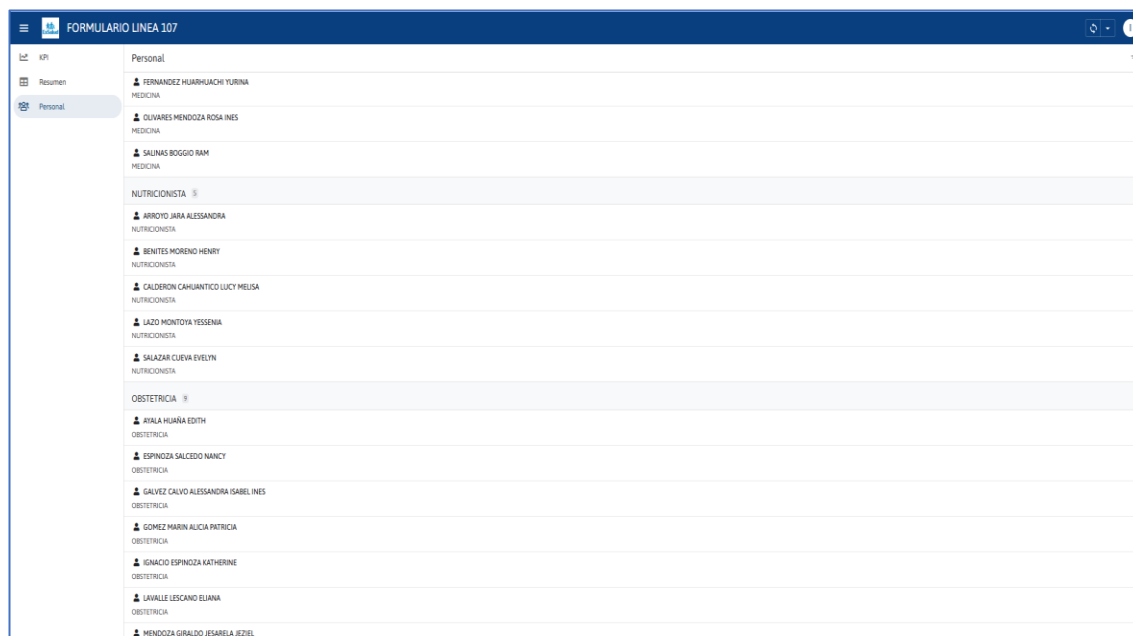 EsSalud
FORMULARIO LINEA 107
KPI
Resumen
Personal
Personal
FERNANDEZ HUARHUACHI YURINA
MEDICINA
OLIVARES MENDOZA ROSA INES
MEDICINA
SALINAS BOGGIO RAM
MEDICINA
NUTRICIONISTA 5
ARROYO JARA ALESSANDRA
NUTRICIONISTA
BENITES MORENO HENRY
NUTRICIONISTA
CALDERON CAHUANTICO LUCY MELISA
NUTRICIONISTA
LAZO MONTOYA YESSENIA
NUTRICIONISTA
SALAZAR CUEVA EVELYN
NUTRICIONISTA
OBSTETRICIA 9
AYALA HUAÑA EDITH
OBSTETRICIA
ESPINOZA SALCEDO NANCY
OBSTETRICIA
GALVEZ CALVO ALESSANDRA ISABEL INES
OBSTETRICIA
GOMEZ MARIN ALICIA PATRICIA
OBSTETRICIA
IGNACIO ESPINOZA KATHERINE
OBSTETRICIA
LAVALLE LESCANO ELIANA
OBSTETRICIA
MENDOZA GIRALDO JESARELA JEZIEL